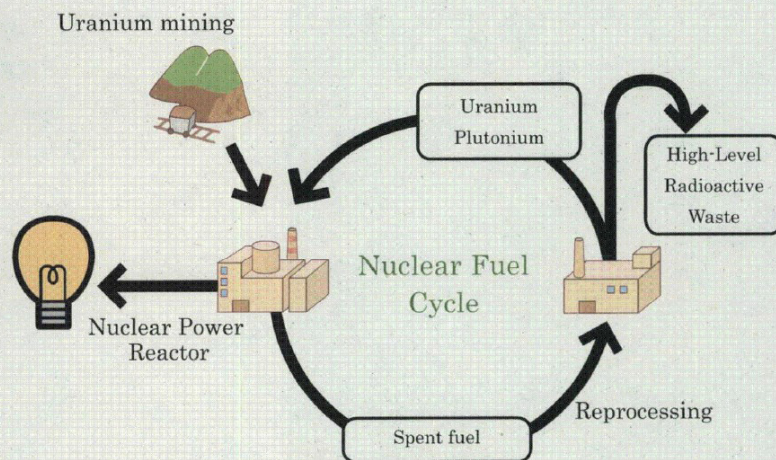 Uranium mining
Uranium
Plutonium
High-Level
Radioactive
Waste
Nuclear Fuel
Cycle
Nuclear Power
Reactor
Reprocessing
Spent fuel